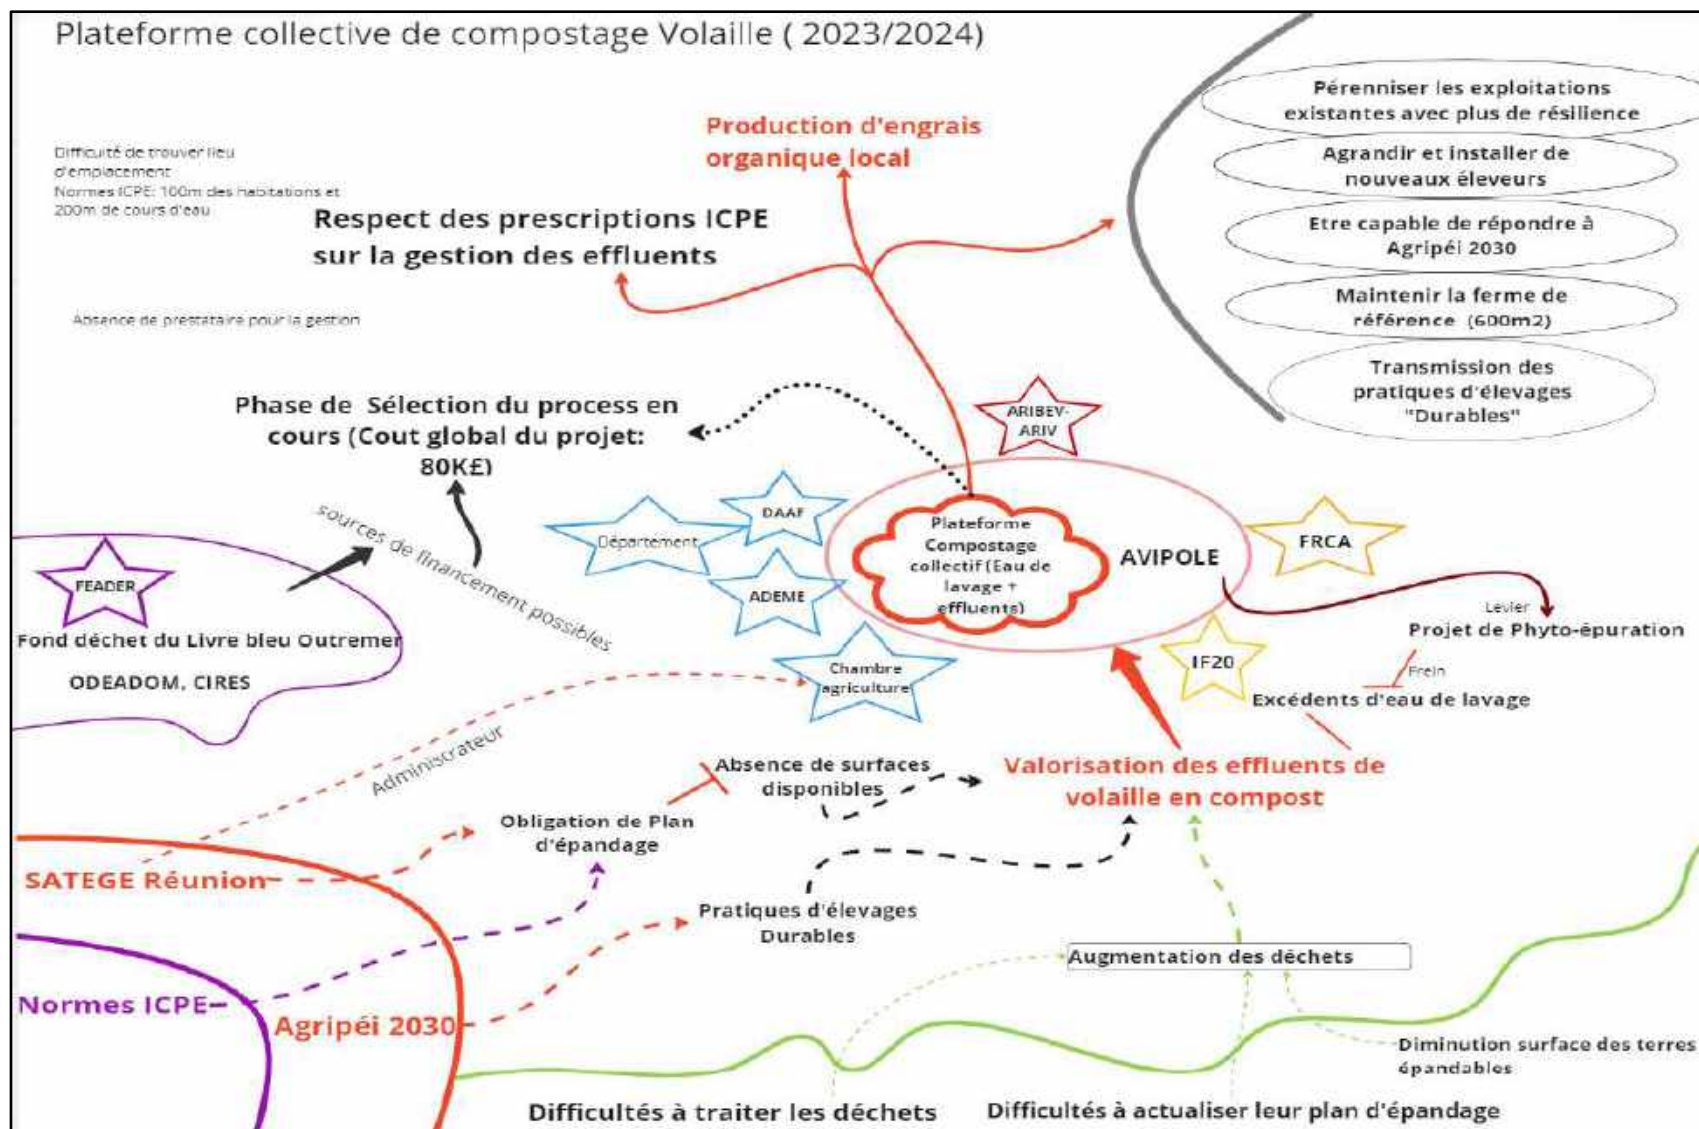 Plateforme collective de compostage Volaille ( 2023/2024)
Difficulté de trouver lieu
d'emplacement
Normes ICPE: 100m des habitations et
200m de cours d'eau
Absence de prestataire pour la gestion
Production d'engrais
organique local
Respect des prescriptions ICPE
sur la gestion des effluents
Pérenniser les exploitations
existantes avec plus de résilience
Agrandir et installer de
nouveaux éleveurs
Etre capable de répondre à
Agripéi 2030
Maintenir la ferme de
référence (600m2)
Transmission des
pratiques d'élevages
"Durables"
Phase de Sélection du process en
cours (Cout global du projet:
80K£)
sources de financement possibles
ARIBEV-
ARIV
DAAF
Département
ADEME
Chambre
agriculture
Plateforme
Compostage
collectif (Eau de
lavage +
effluents)
AVIPOLE
FRCA
IF20
Levier
Projet de Phyto-épuration
Frein
Excédents d'eau de lavage
FEADER
Fond déchet du Livre bleu Outremer
ODEADOM, CIRES
Administrateur
Absence de surfaces
disponibles
Valorisation des effluents de
volaille en compost
Obligation de Plan
d'épandage
SATEGE Réunion
Pratiques d'élevages
Durables
Augmentation des déchets
Normes ICPE
Agripéi 2030
Diminution surface des terres
épandables
Difficultés à traiter les déchets
Difficultés à actualiser leur plan d'épandage